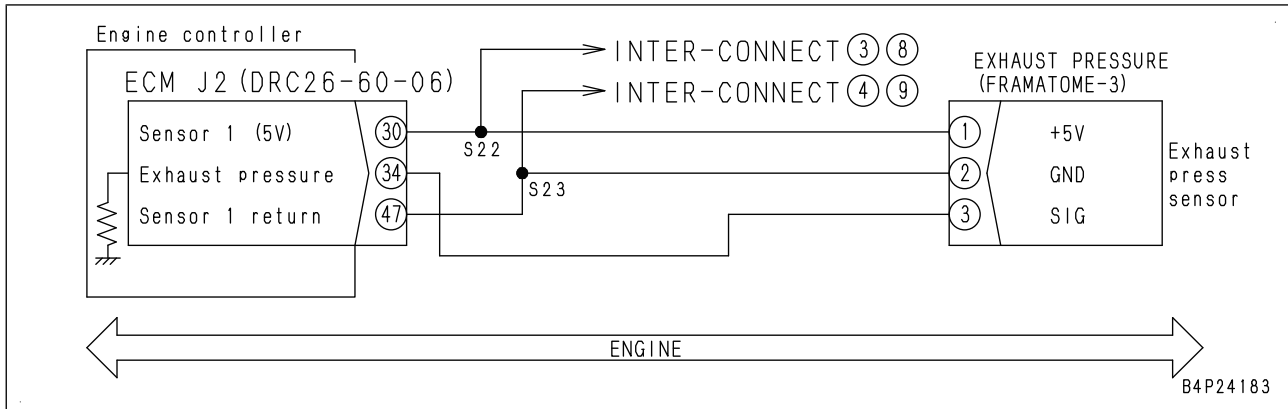 Engine controller
ECM J2 (DRC26-60-06)
Sensor 1 (5V)
30
Exhaust pressure
34
Sensor 1 return
47
S22
S23
INTER-CONNECT 3 8
INTER-CONNECT 4 9
EXHAUST PRESSURE
(FRAMATOME-3)
1 +5V
2 GND
3 SIG
Exhaust
press
sensor
ENGINE
B4P24183